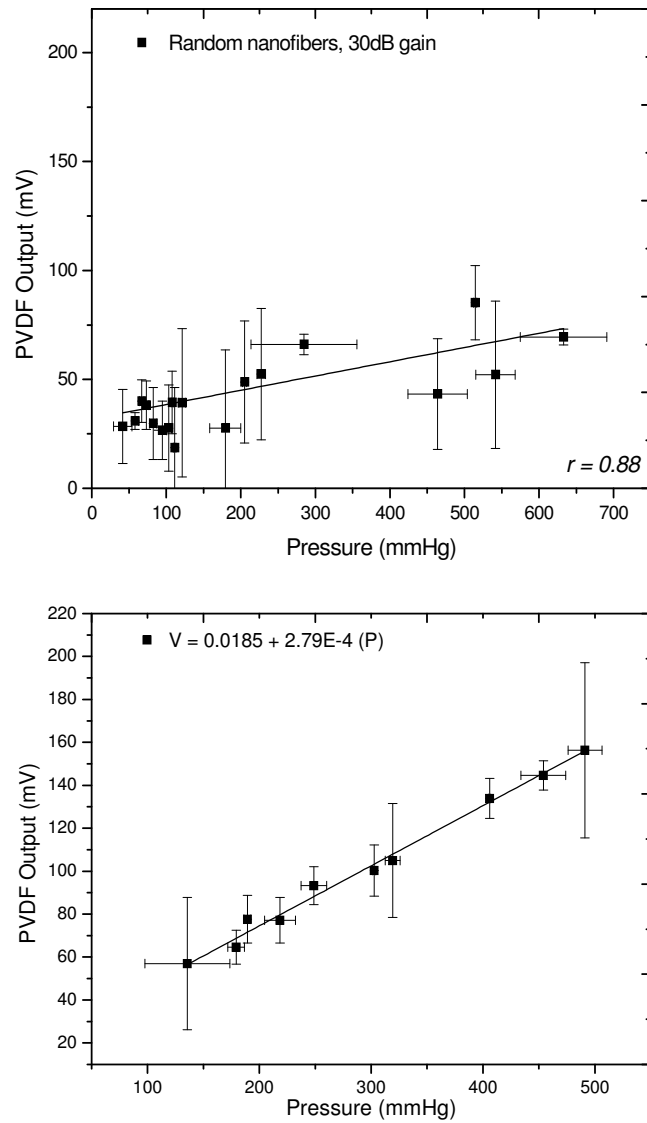 Random nanofibers, 30dB gain
200
150
100
50
0
PVDF Output (mV)
r = 0.88
0 100 200 300 400 500 600 700
Pressure (mmHg)
V = 0.0185 + 2.79E-4 (P)
220
200
180
160
140
120
100
80
60
40
20
PVDF Output (mV)
100 200 300 400 500
Pressure (mmHg)